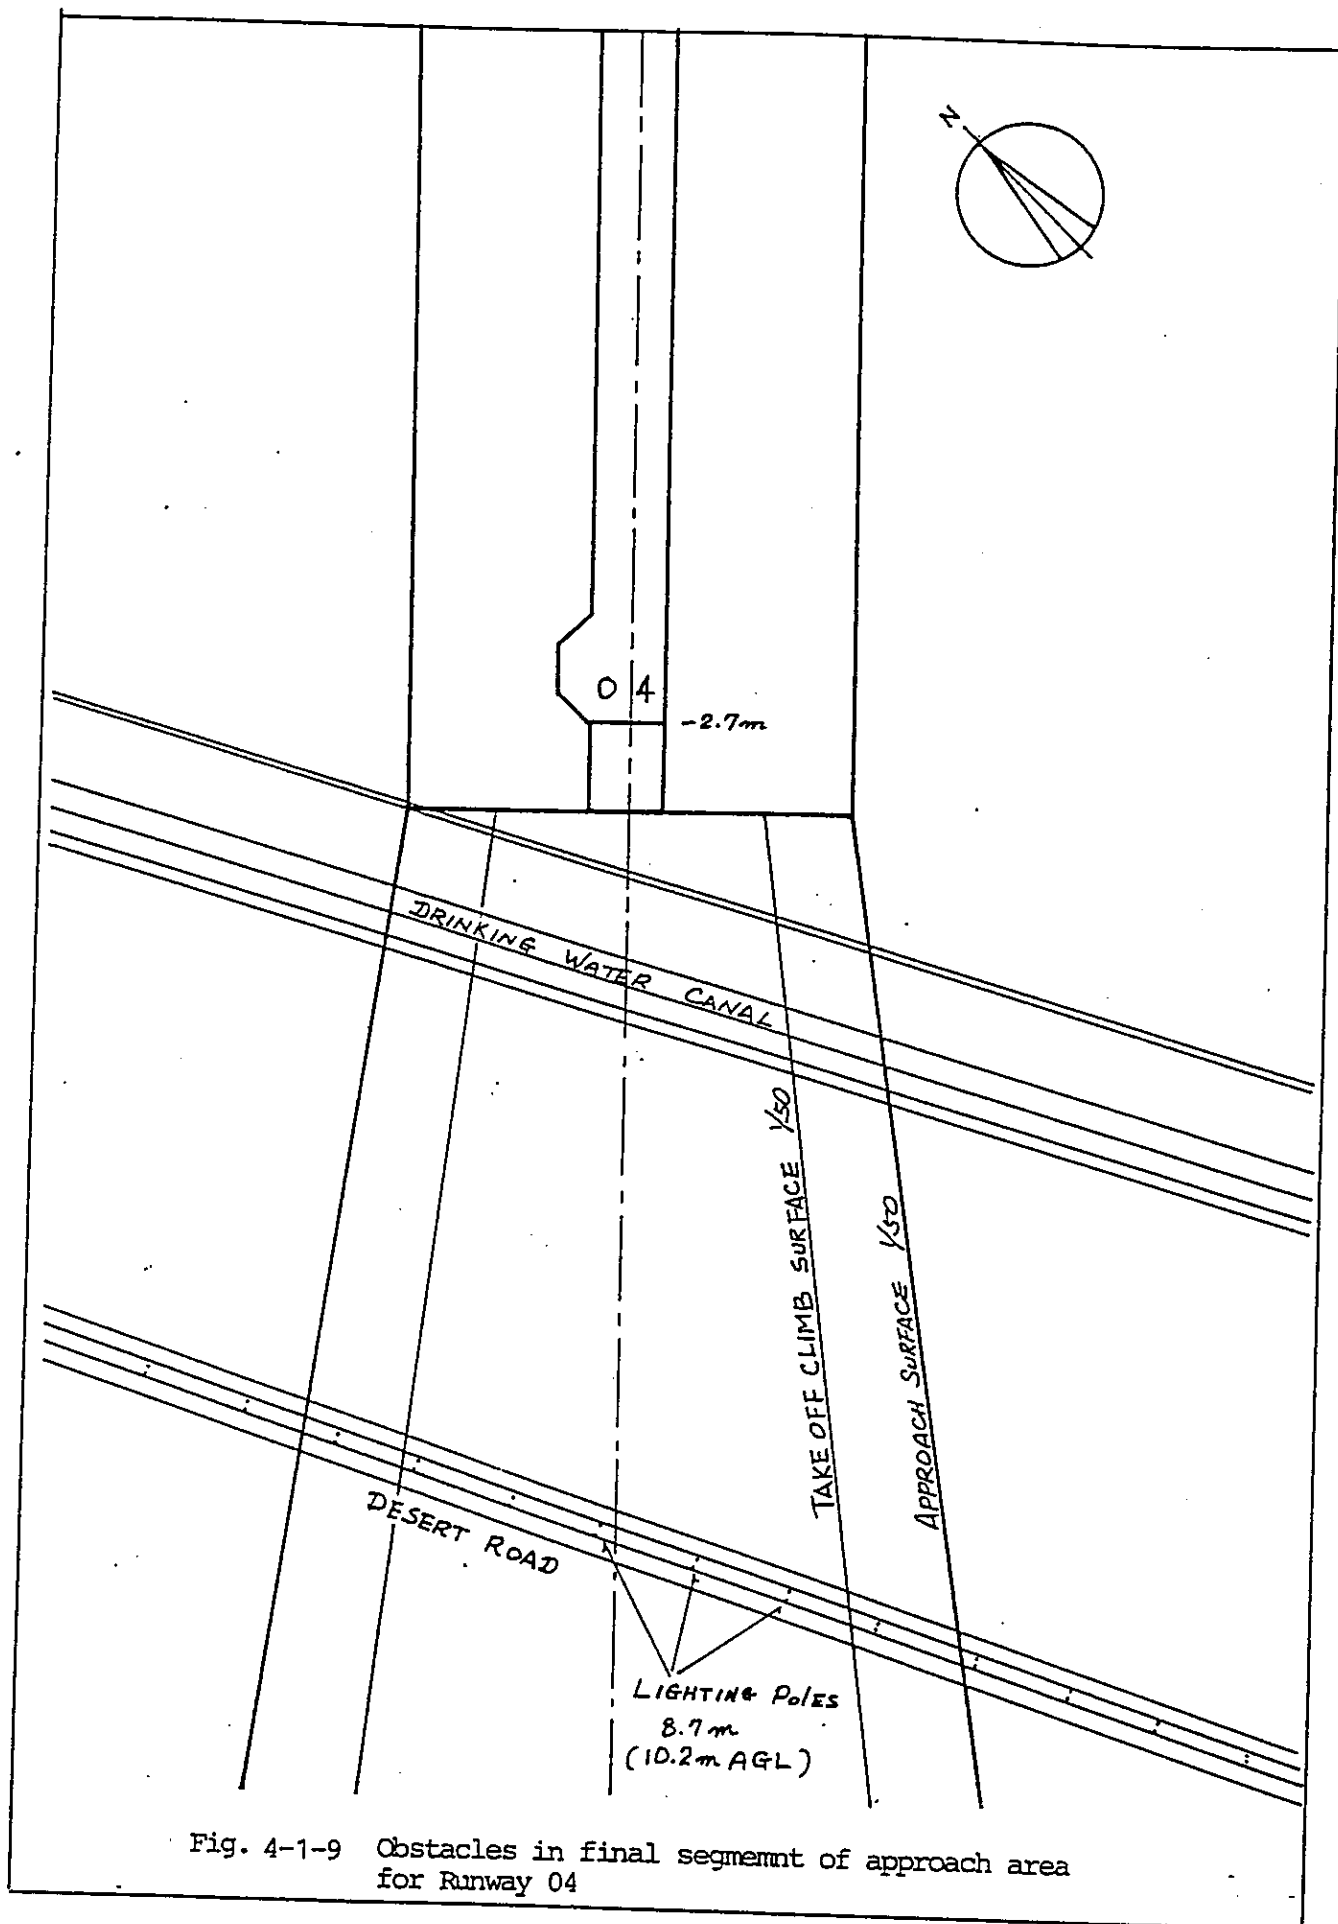 N
04
-2.7m
DRINKING WATER CANAL
TAKE OFF CLIMB SURFACE 1/50
APPROACH SURFACE 1/50
DESERT ROAD
LIGHTING PolES
8.7m
(10.2m AGL)
Fig. 4-1-9 Obstacles in final segmemnt of approach area
for Runway 04